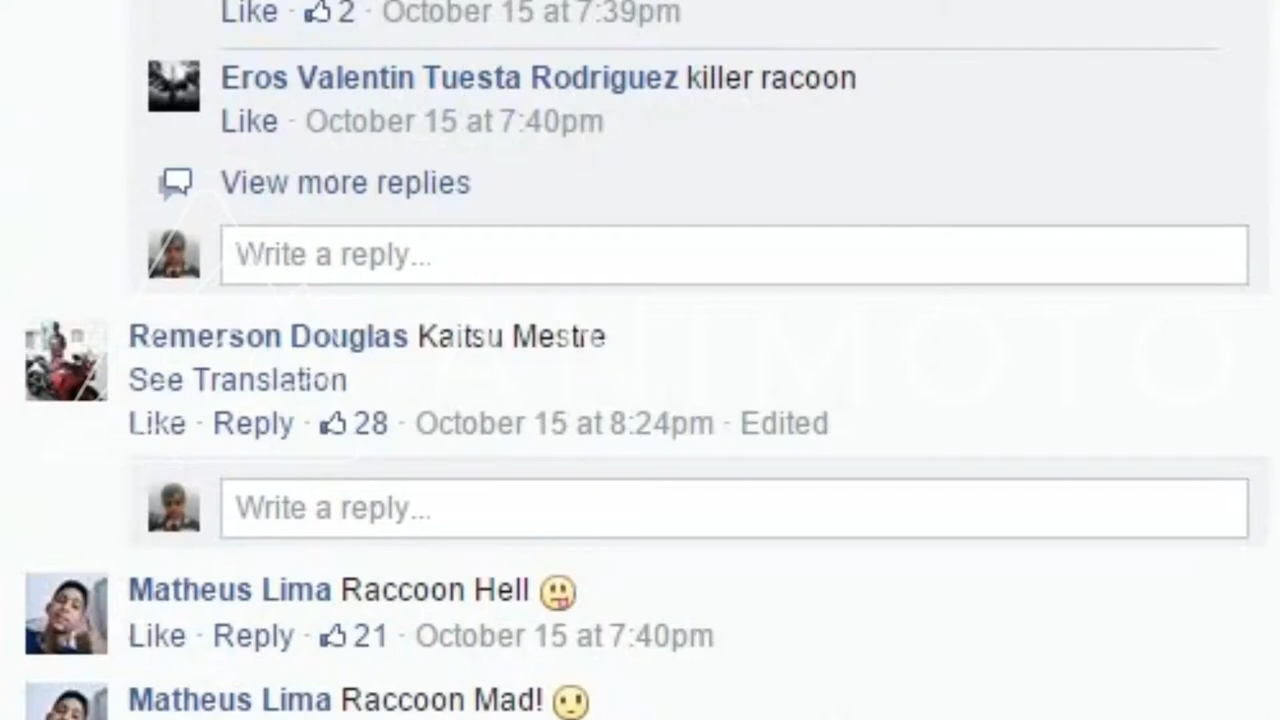 Like · 2 · October 15 at 7:39pm
Eros Valentin Tuesta Rodriguez killer racoon
Like · October 15 at 7:40pm
View more replies
Write a reply...
ANIMOTO
Remerson Douglas Kaitsu Mestre
See Translation
Like · Reply · 28 · October 15 at 8:24pm · Edited
Write a reply...
Matheus Lima Raccoon Hell
Like · Reply · 21 · October 15 at 7:40pm
Matheus Lima Raccoon Mad!